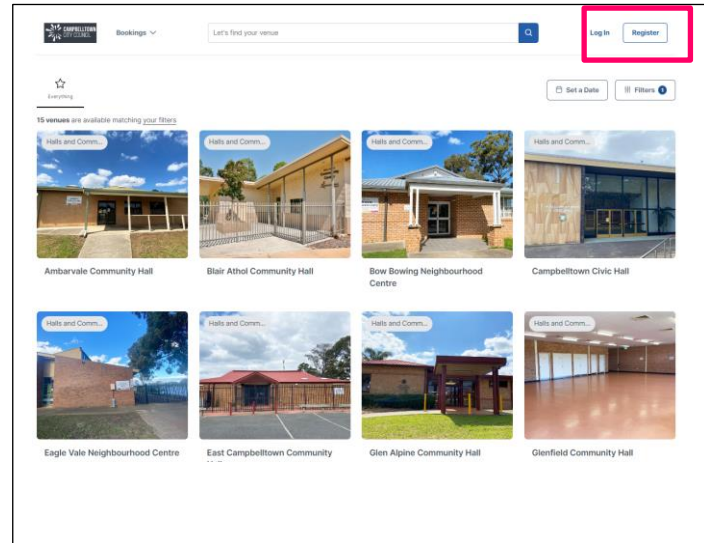 CAMPBELLTOWN
CITY COUNCIL
Bookings
Let's find your venue
Log In
Register
Everything
Set a Date
Filters 1
15 venues are available matching your filters
Halls and Comm...
Halls and Comm...
Halls and Comm...
Halls and Comm...
Ambarvale Community Hall
Blair Athol Community Hall
Bow Bowing Neighbourhood
Centre
Campbelltown Civic Hall
Halls and Comm...
Halls and Comm...
Halls and Comm...
Halls and Comm...
Eagle Vale Neighbourhood Centre
East Campbelltown Community
Glen Alpine Community Hall
Glenfield Community Hall